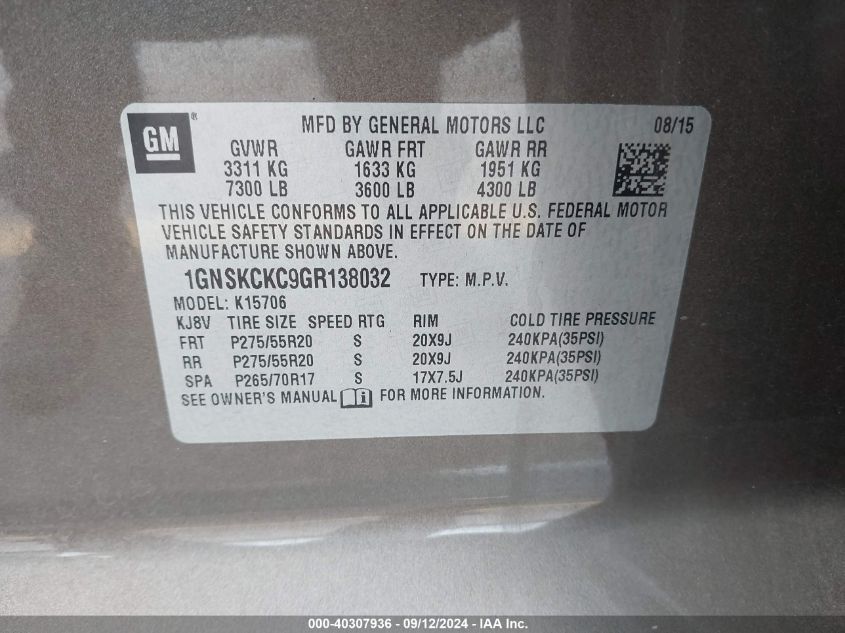 GM ®
MFD BY GENERAL MOTORS LLC 08/15
GVWR GAWR FRT GAWR RR
3311 KG 1633 KG 1951 KG
7300 LB 3600 LB 4300 LB
THIS VEHICLE CONFORMS TO ALL APPLICABLE U.S. FEDERAL MOTOR
VEHICLE SAFETY STANDARDS IN EFFECT ON THE DATE OF
MANUFACTURE SHOWN ABOVE.
1GNSKCKC9GR138032 TYPE: M.P.V.
MODEL: K15706
KJ8V TIRE SIZE SPEED RTG RIM COLD TIRE PRESSURE
FRT P275/55R20 S 20X9J 240KPA(35PSI)
RR P275/55R20 S 20X9J 240KPA(35PSI)
SPA P265/70R17 S 17X7.5J 240KPA(35PSI)
SEE OWNER'S MANUAL i FOR MORE INFORMATION.
000-40307936 - 09/12/2024 - IAA Inc.